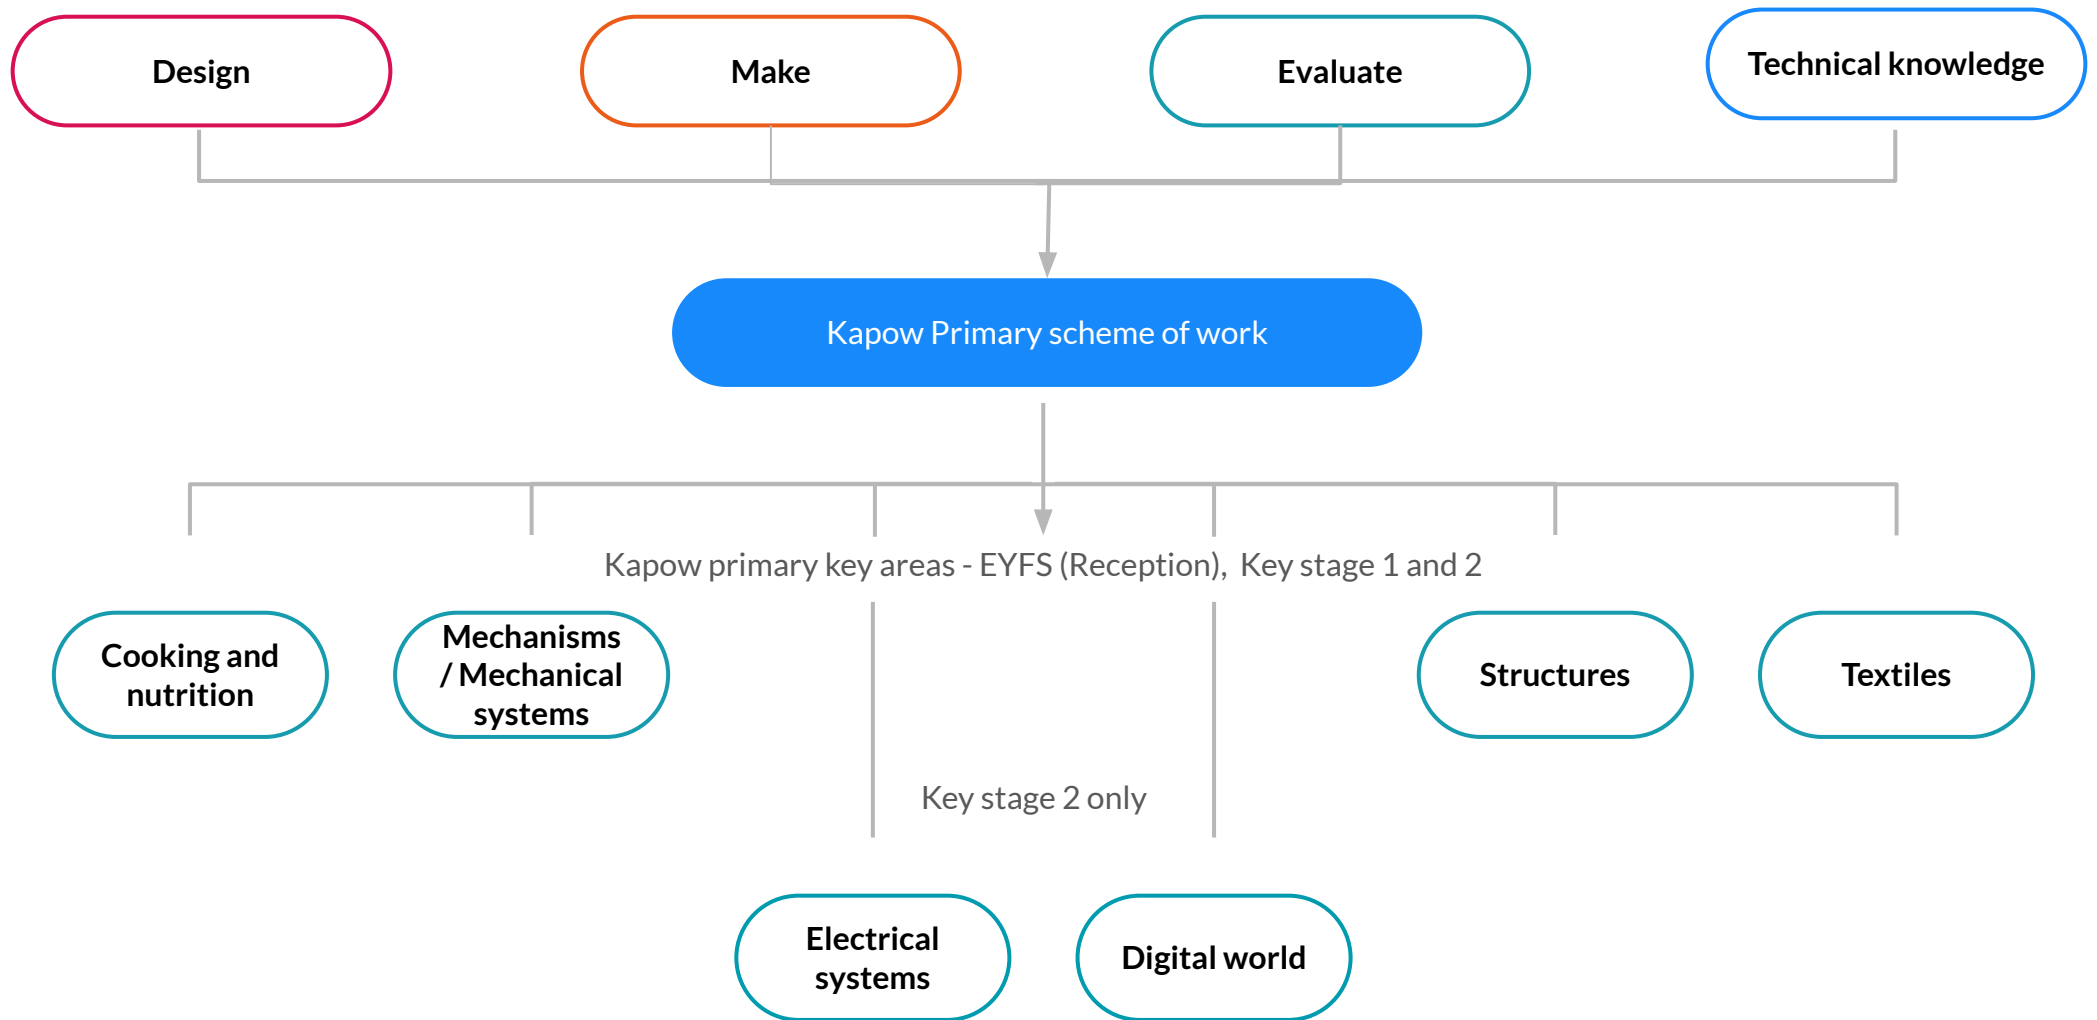 Design
Make
Evaluate
Technical knowledge
Kapow Primary scheme of work
Kapow primary key areas - EYFS (Reception),  Key stage 1 and 2
Cooking and
nutrition
Mechanisms
/ Mechanical
systems
Structures
Textiles
Key stage 2 only
Electrical
systems
Digital world